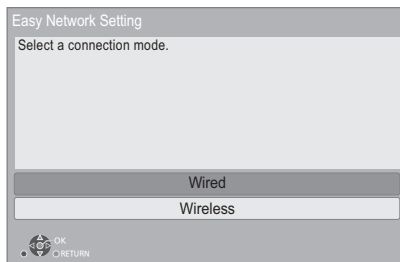 Easy Network Setting
Select a connection mode.
Wired
Wireless
OK
RETURN